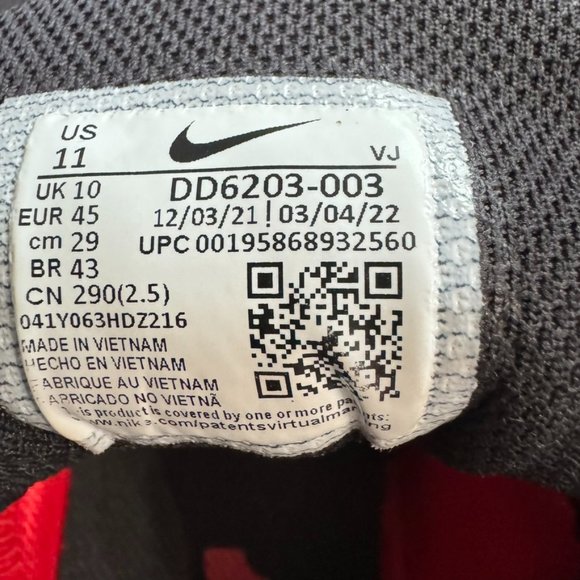 US
11
VJ
UK 10
DD6203-003
EUR 45
12/03/21 ! 03/04/22
cm 29
UPC 00195868932560
BR 43
CN 290(2.5)
041Y063HDZ216
MADE IN VIETNAM
HECHO EN VIETNAM
FABRIQUE AU VIETNAM
APRICADO NO VIETNÃ
is product is covered by one or more patents:
www.nike.com/patentsvirtualmarking